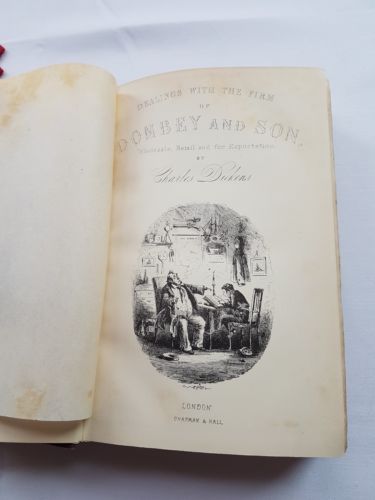 DEALINGS WITH THE FIRM
OF
DOMBEY AND SON,
Wholesale, Retail and for Exportation.
BY
Charles Dickens
LONDON
CHAPMAN & HALL